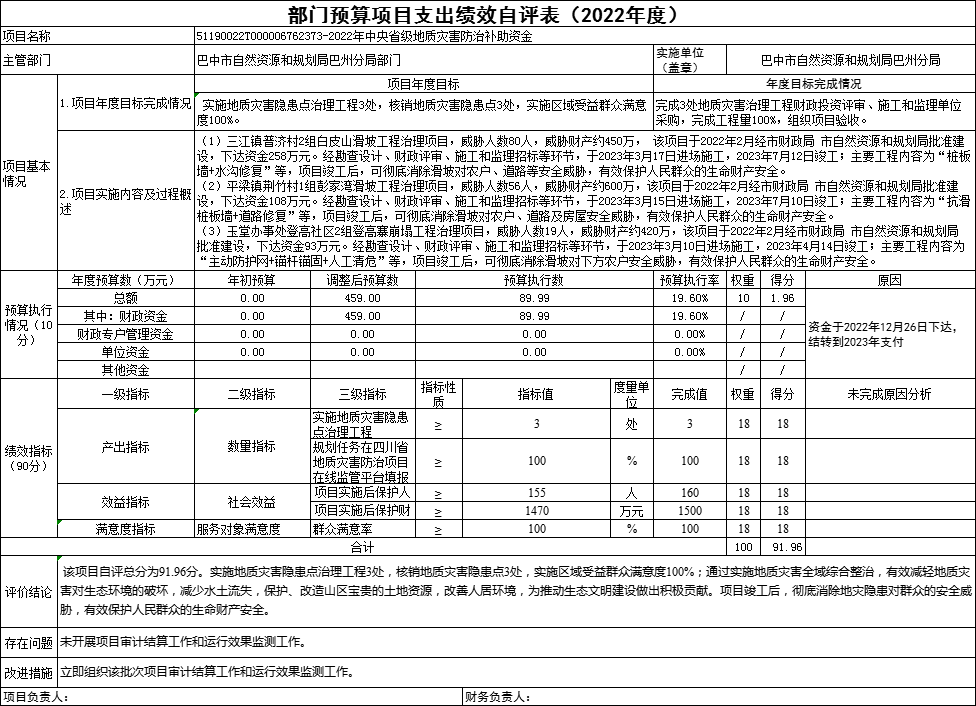 部门预算项目支出绩效自评表（2022年度）
项目名称 51190022T000006762373-2022年中央省级地质灾害防治补助资金
主管部门 巴中市自然资源和规划局巴州分局部门 实施单位（盖章） 巴中市自然资源和规划局巴州分局
项目基本情况
1.项目年度目标完成情况
项目年度目标 年度目标完成情况
实施地质灾害隐患点治理工程3处，核销地质灾害隐患点3处，实施区域受益群众满意
度100%。
完成3处地质灾害治理工程财政投资评审、施工和监理单位
采购，完成工程量100%，组织项目验收。
2.项目实施内容及过程概述
（1）三江镇普济村2组白皮山滑坡工程治理项目，威胁人数80人，威胁财产约450万， 该项目于2022年2月经市财政局 市自然资源和规划局批准建
设，下达资金258万元。经勘查设计、财政评审、施工和监理招标等环节，于2023年3月17日进场施工，2023年7月12日竣工；主要工程内容为“桩板
墙+水沟修复”等，项目竣工后，可彻底消除滑坡对农户、道路等安全威胁，有效保护人民群众的生命财产安全。
（2）平梁镇荆竹村1组彭家湾滑坡工程治理项目，威胁人数56人，威胁财产约600万，该项目于2022年2月经市财政局 市自然资源和规划局批准建
设，下达资金108万元。经勘查设计、财政评审、施工和监理招标等环节，于2023年3月15日进场施工，2023年7月10日竣工；主要工程内容为“抗滑
桩板墙+道路修复”等，项目竣工后，可彻底消除滑坡对农户、道路及房屋安全威胁，有效保护人民群众的生命财产安全。
（3）玉堂办事处登高社区2组登高寨崩塌工程治理项目，威胁人数19人，威胁财产约420万，该项目于2022年2月经市财政局 市自然资源和规划局
批准建设，下达资金93万元。经勘查设计、财政评审、施工和监理招标等环节，于2023年3月10日进场施工，2023年4月14日竣工；主要工程内容为
“主动防护网+锚杆锚固+人工清危”等，项目竣工后，可彻底消除滑坡对下方农户安全威胁，有效保护人民群众的生命财产安全。
预算执行情况（10分）
年度预算数（万元） 年初预算 调整后预算数 预算执行数 预算执行率 权重 得分 原因
总额 0.00 459.00 89.99 19.60% 10 1.96
其中：财政资金 0.00 459.00 89.99 19.60% / /
财政专户管理资金 0.00 0.00 0.00 0.00% / /
单位资金 0.00 0.00 0.00 0.00% / /
其他资金 / /
资金于2022年12月26日下达，
结转到2023年支付
绩效指标（90分）
一级指标 二级指标 三级指标 指标性质 指标值 度量单位 完成值 权重 得分 未完成原因分析
产出指标 数量指标
实施地质灾害隐患点治理工程 ≥ 3 处 3 18 18
规划任务在四川省地质灾害防治项目在线监管平台填报 ≥ 100 % 100 18 18
效益指标 社会效益
项目实施后保护人 ≥ 155 人 160 18 18
项目实施后保护财 ≥ 1470 万元 1500 18 18
满意度指标 服务对象满意度 群众满意率 ≥ 100 % 100 18 18
合计 100 91.96
评价结论
该项目自评总分为91.96分。实施地质灾害隐患点治理工程3处，核销地质灾害隐患点3处，实施区域受益群众满意度100%；通过实施地质灾害全域综合整治，有效减轻地质灾
害对生态环境的破坏，减少水土流失，保护、改造山区宝贵的土地资源，改善人居环境，为推动生态文明建设做出积极贡献。项目竣工后，彻底消除地灾隐患对群众的安全威
胁，有效保护人民群众的生命财产安全。
存在问题 未开展项目审计结算工作和运行效果监测工作。
改进措施 立即组织该批次项目审计结算工作和运行效果监测工作。
项目负责人： 财务负责人：